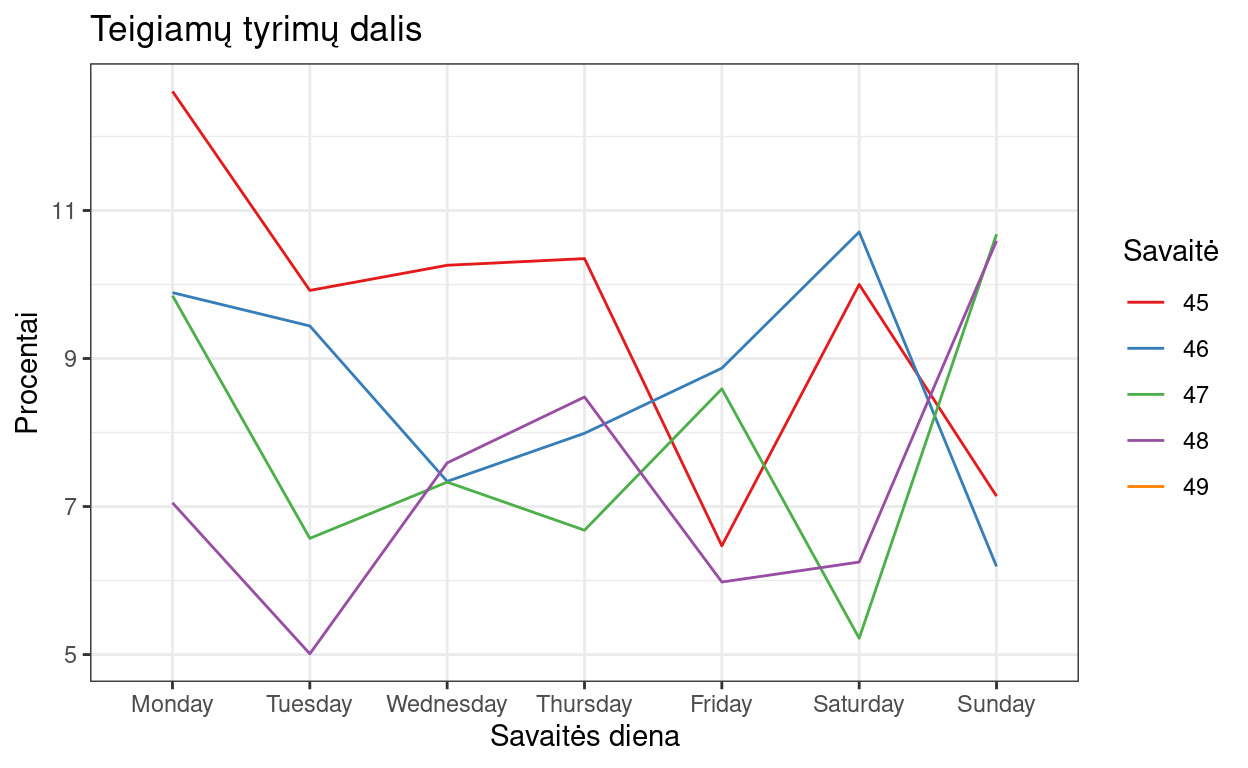 Teigiamų tyrimų dalis
Procentai
11
9
7
5
Monday Tuesday Wednesday Thursday Friday Saturday Sunday
Savaitės diena
Savaitė
45
46
47
48
49